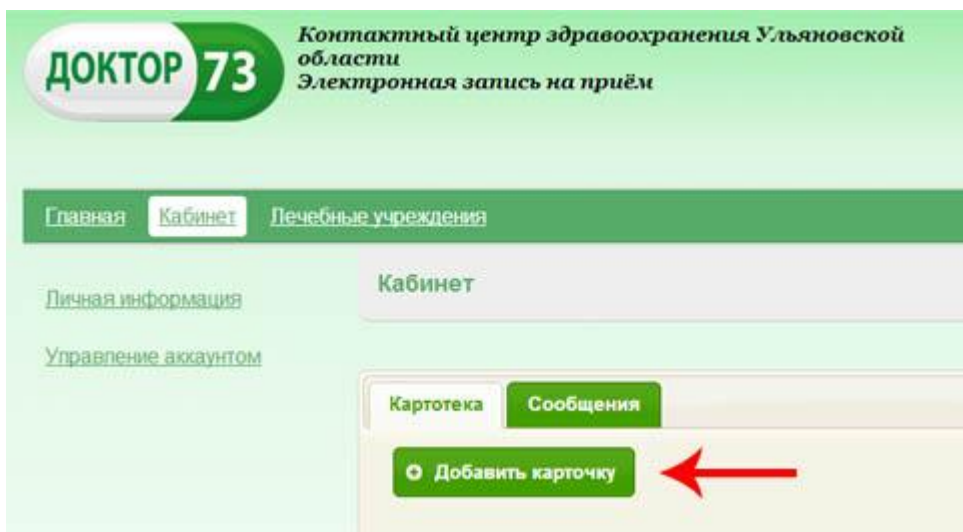 ДОКТОР 73
Контактный центр здравоохранения Ульяновской
области
Электронная запись на приём
Главная Кабинет Лечебные учреждения
Личная информация
Управление аккаунтом
Кабинет
Картотека Сообщения
Добавить карточку